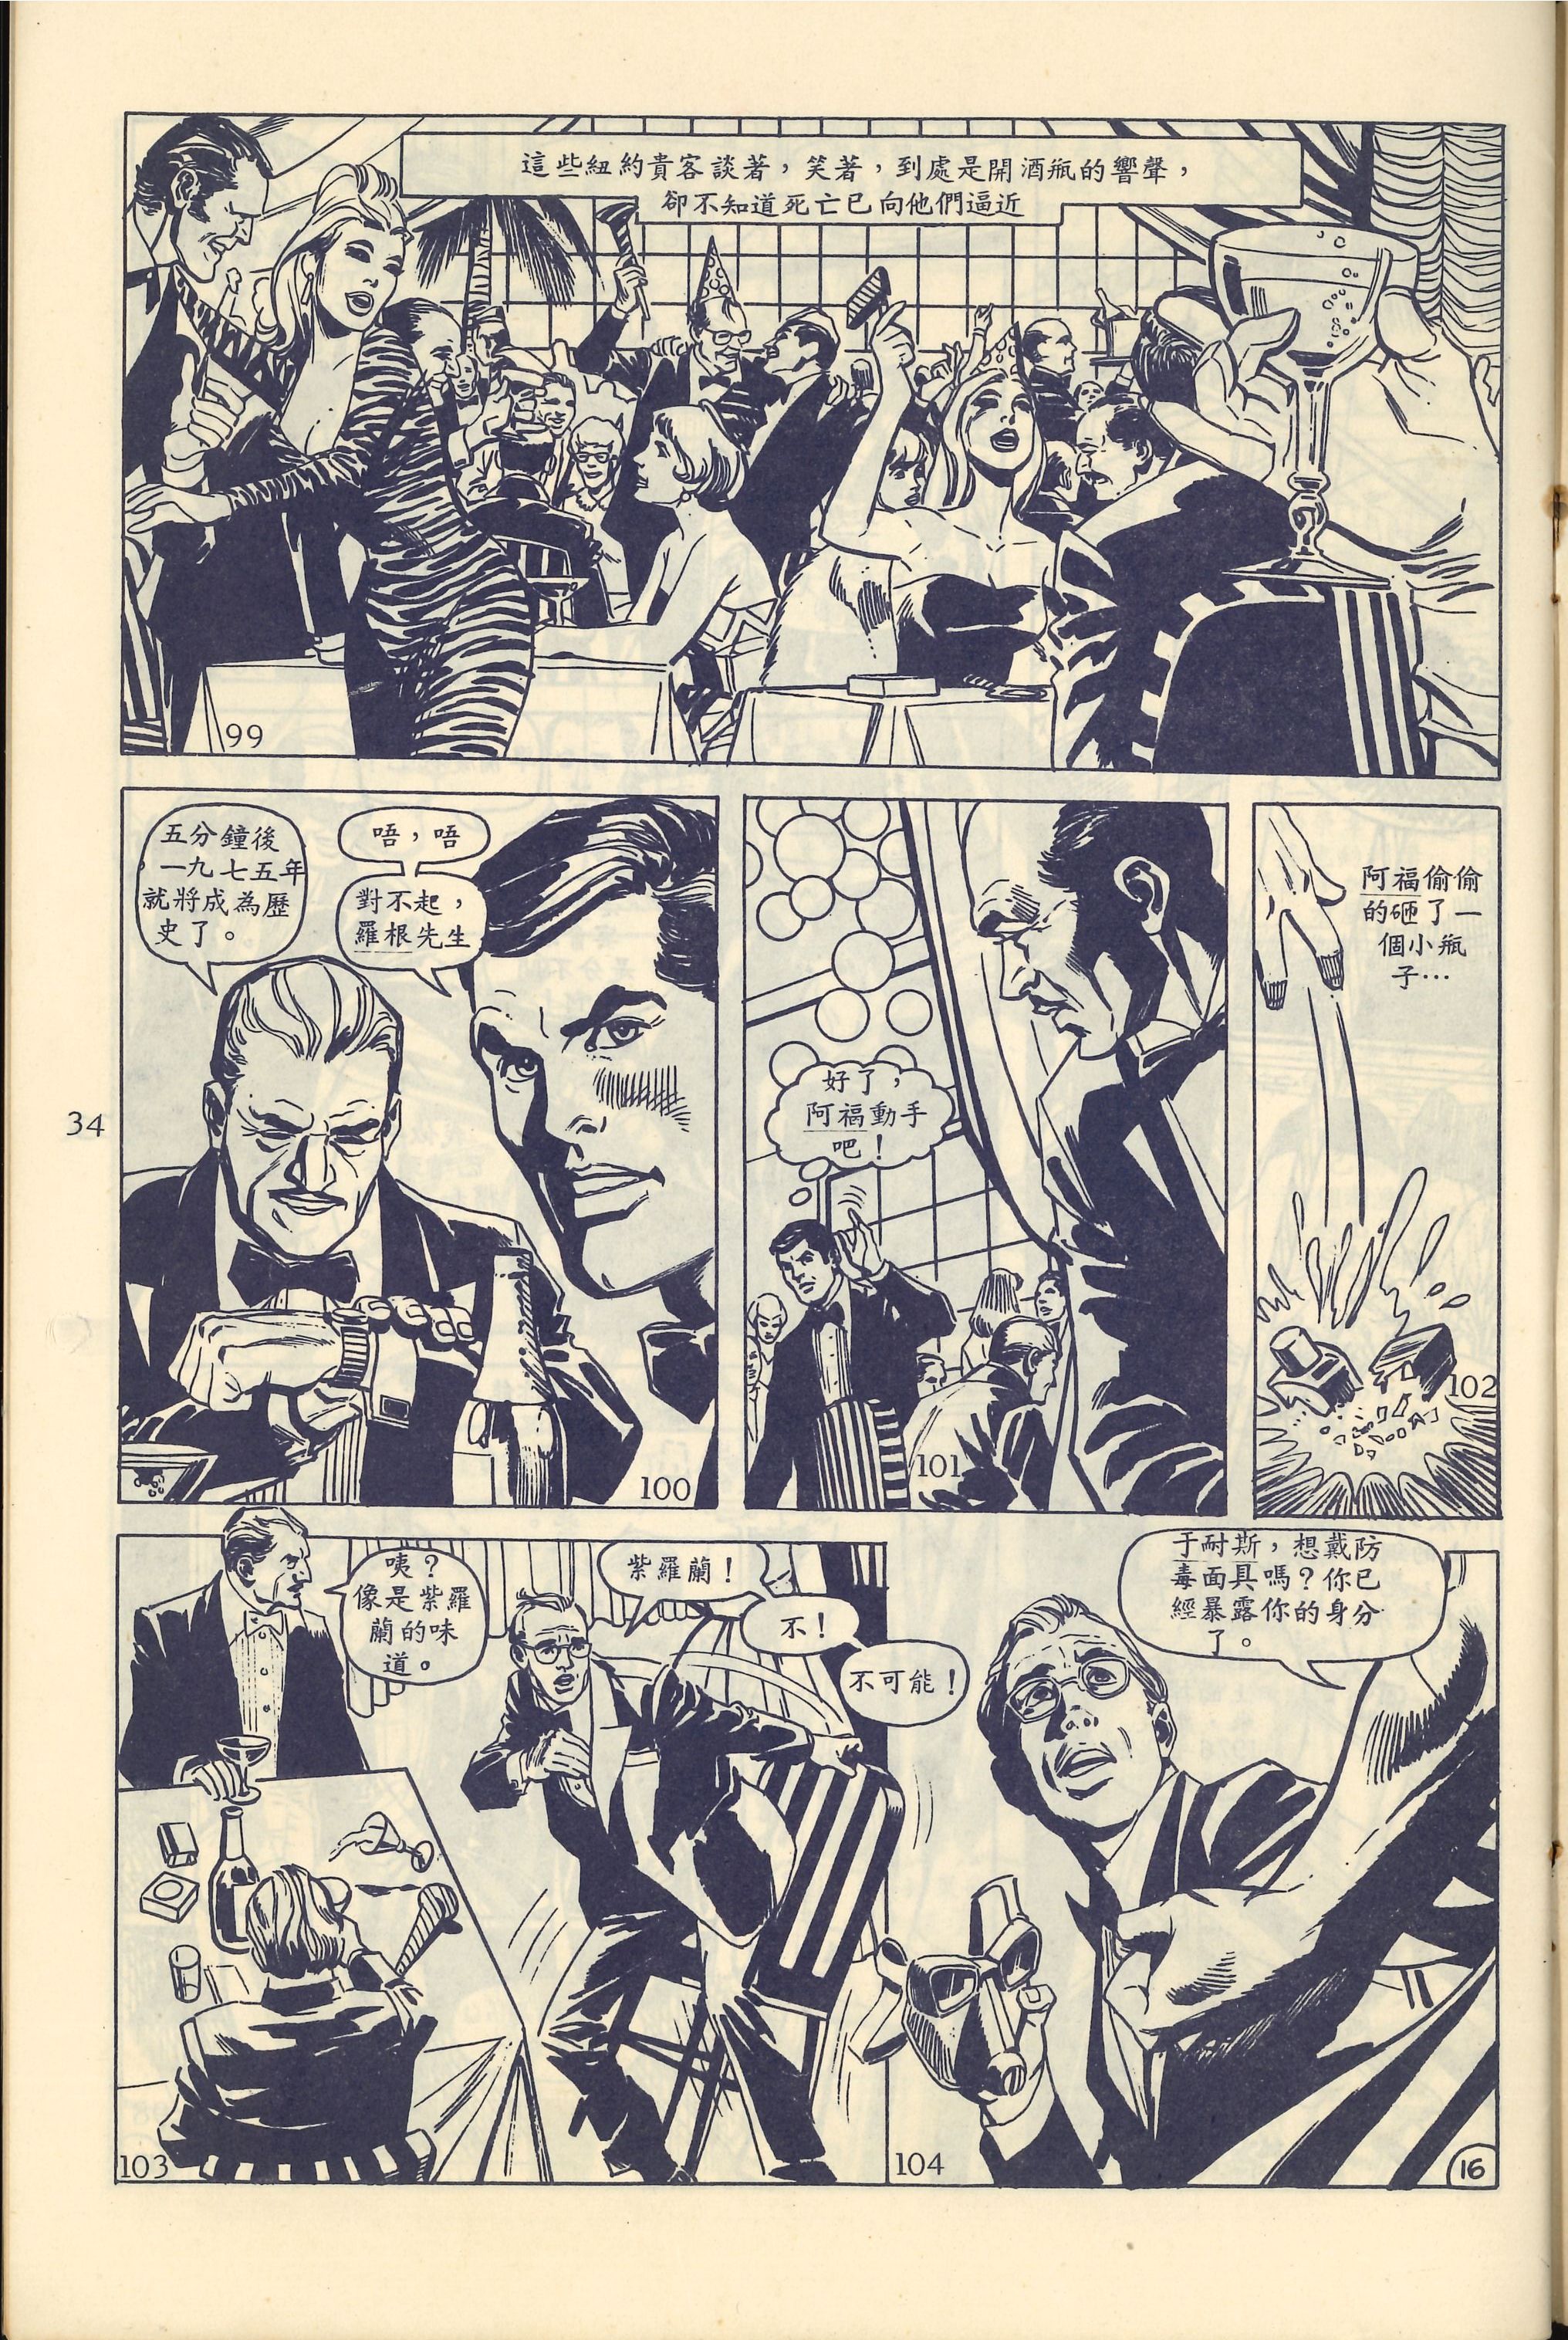 這些紐約貴客談著，笑著，到處是開酒瓶的響聲，
卻不知道死亡已向他們逼近
99
五分鐘後
一九七五年
就將成為歷
史了。
唔，唔
對不起，
羅根先生
100
好了，
阿福動手
吧！
101
阿福偷偷
的砸了一
個小瓶
子⋯
102
34
咦？
像是紫羅
蘭的味
道。
紫羅蘭！
不！
不可能！
103
于耐斯，想戴防
毒面具嗎？你已
經暴露你的身分
了。
104
16